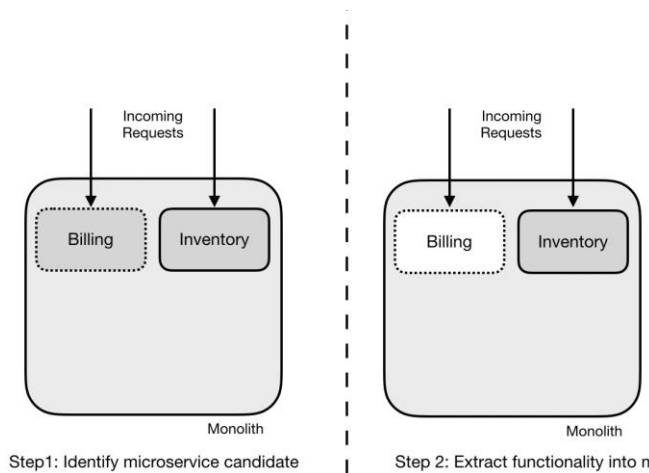 Incoming
Requests
Billing
Inventory
Monolith
Step1: Identify microservice candidate
Incoming
Requests
Billing
Inventory
Monolith
Step 2: Extract functionality into